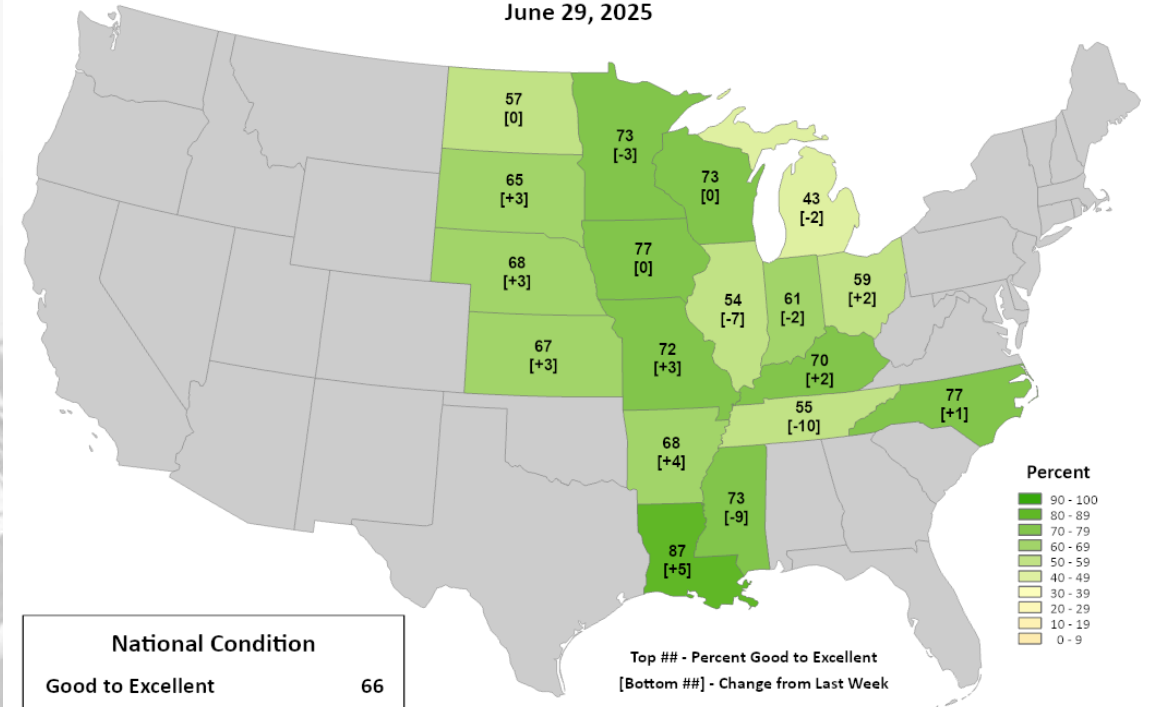 June 29, 2025
57
[0]
73
[-3]
65
[+3]
73
[0]
43
[-2]
77
[0]
68
[+3]
59
[+2]
54
[-7]
61
[-2]
67
[+3]
72
[+3]
70
[+2]
77
[+1]
55
[-10]
68
[+4]
73
[-9]
87
[+5]
Percent
90 - 100
80 - 89
70 - 79
60 - 69
50 - 59
40 - 49
30 - 39
20 - 29
10 - 19
0 - 9
National Condition
Good to Excellent 66
Top ## - Percent Good to Excellent
[Bottom ##] - Change from Last Week